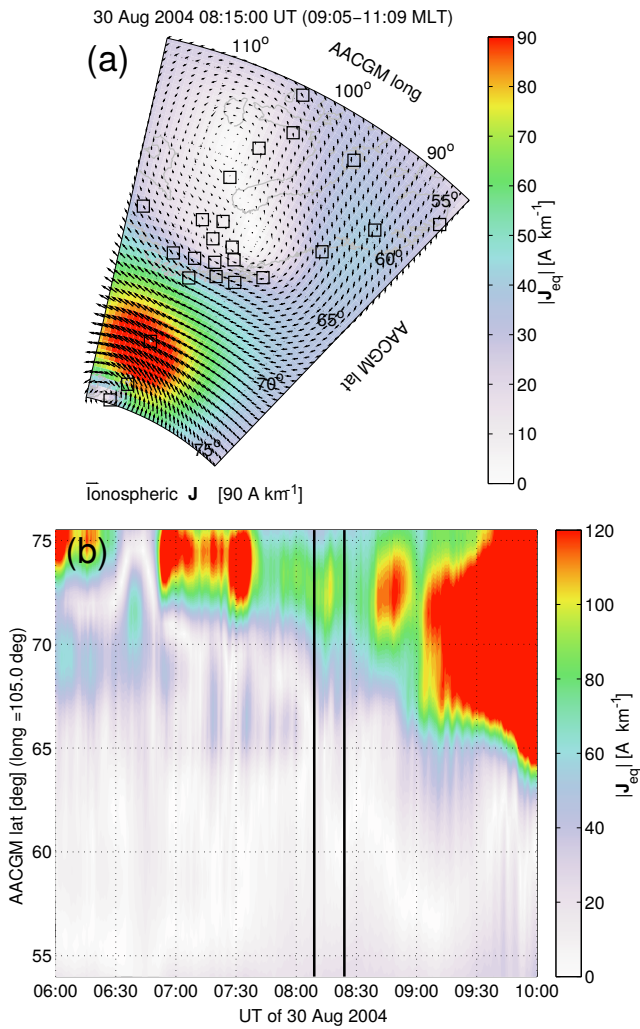 30 Aug 2004 08:15:00 UT (09:05−11:09 MLT)
(a)
110°
100°
AACGM long
90°
55°
60°
65°
70°
75°
AACGM lat
Ionospheric J [90 A km⁻¹]
90
80
70
60
50
40
30
20
10
0
|J_eq| [A km⁻¹]
(b)
75
70
65
60
55
AACGM lat [deg] (long =105.0 deg)
06:00 06:30 07:00 07:30 08:00 08:30 09:00 09:30 10:00
UT of 30 Aug 2004
120
100
80
60
40
20
0
|J_eq| [A km⁻¹]